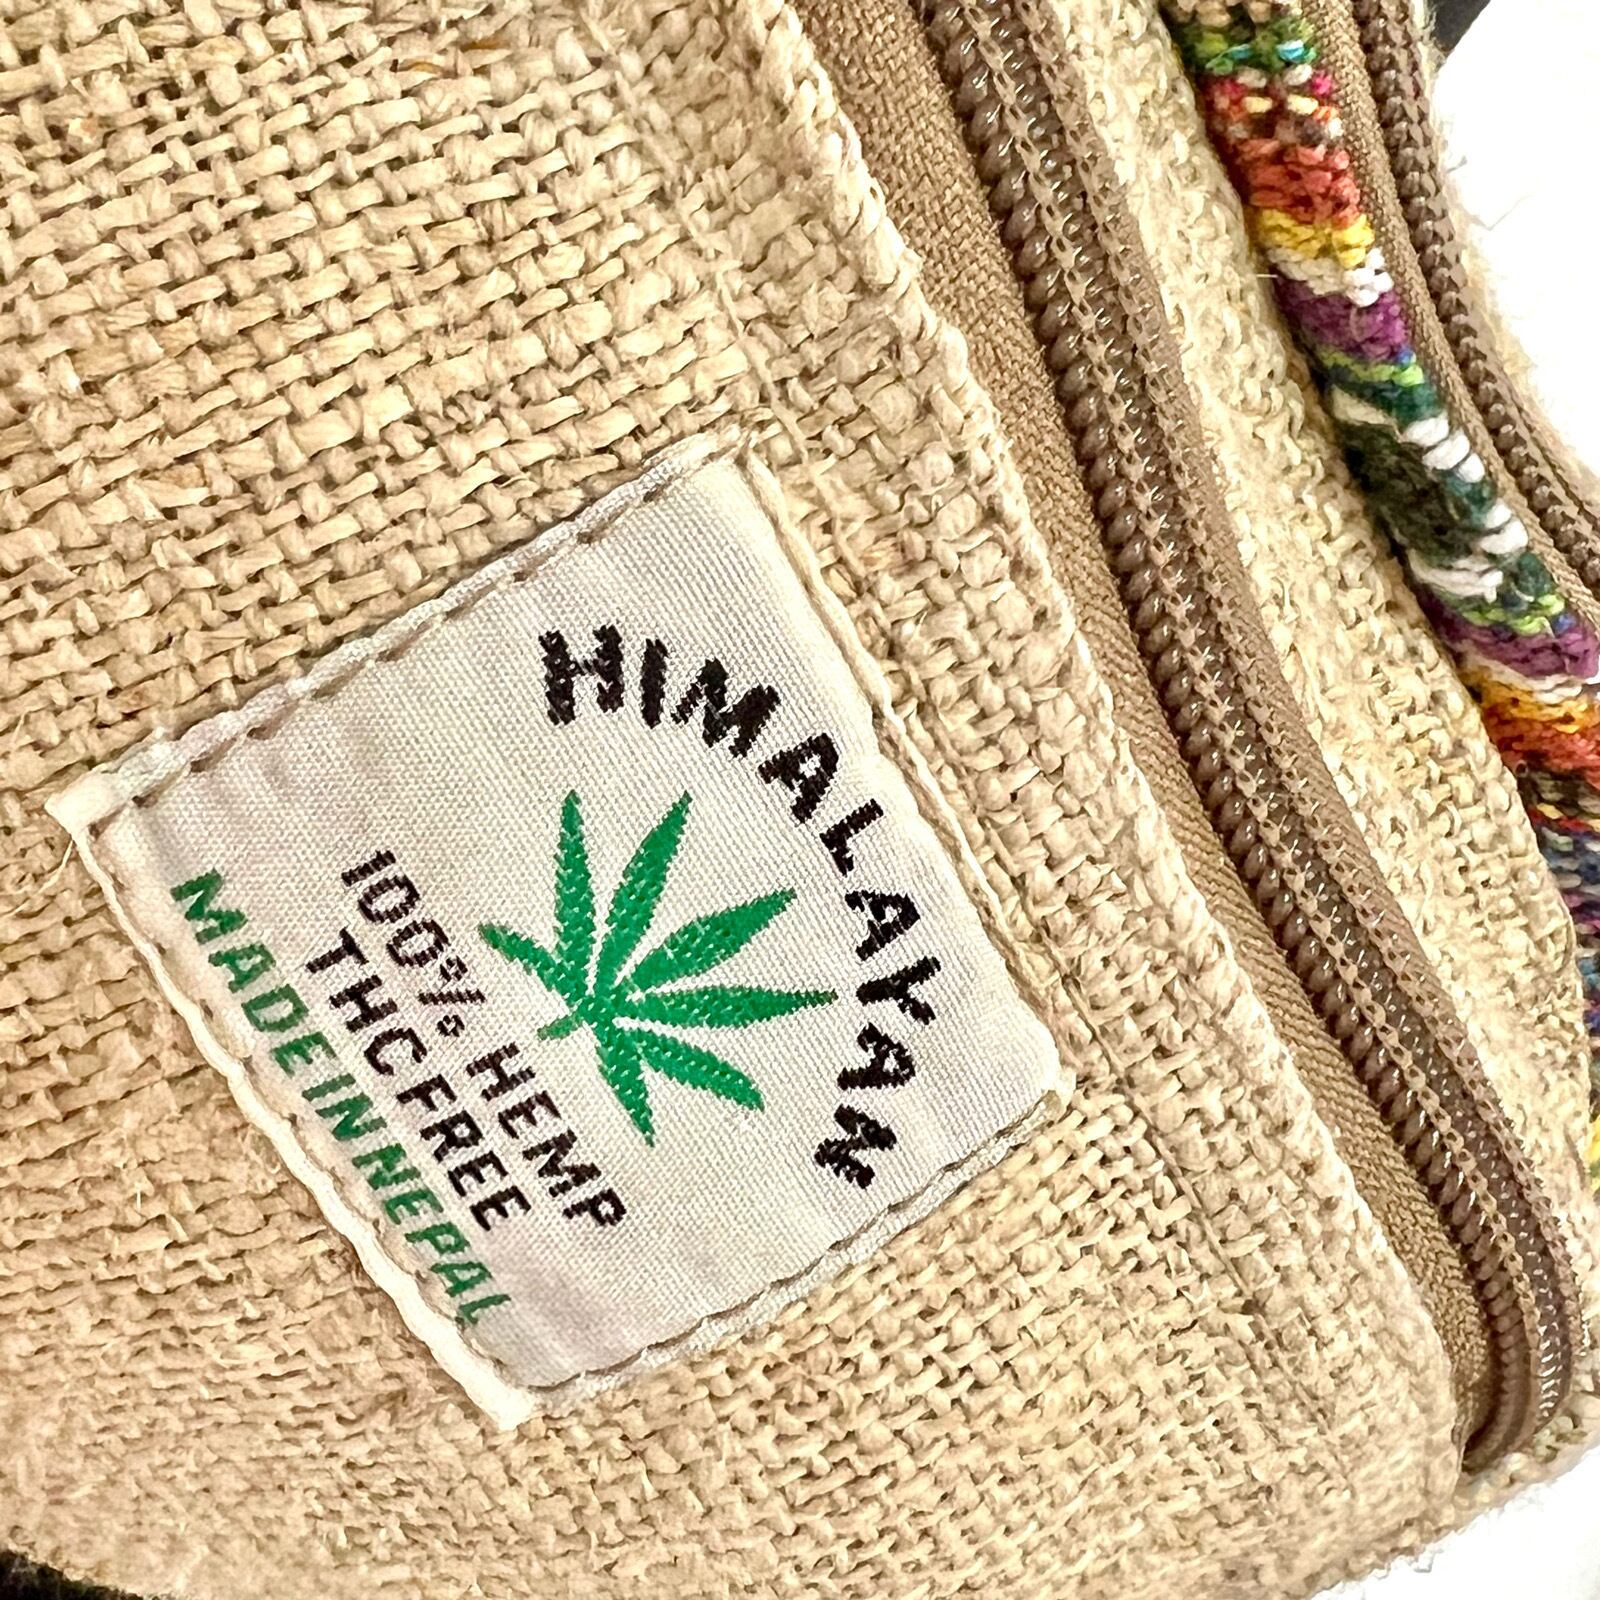 HIMALAYAN
100% HEMP
THC FREE
MADE IN NEPAL